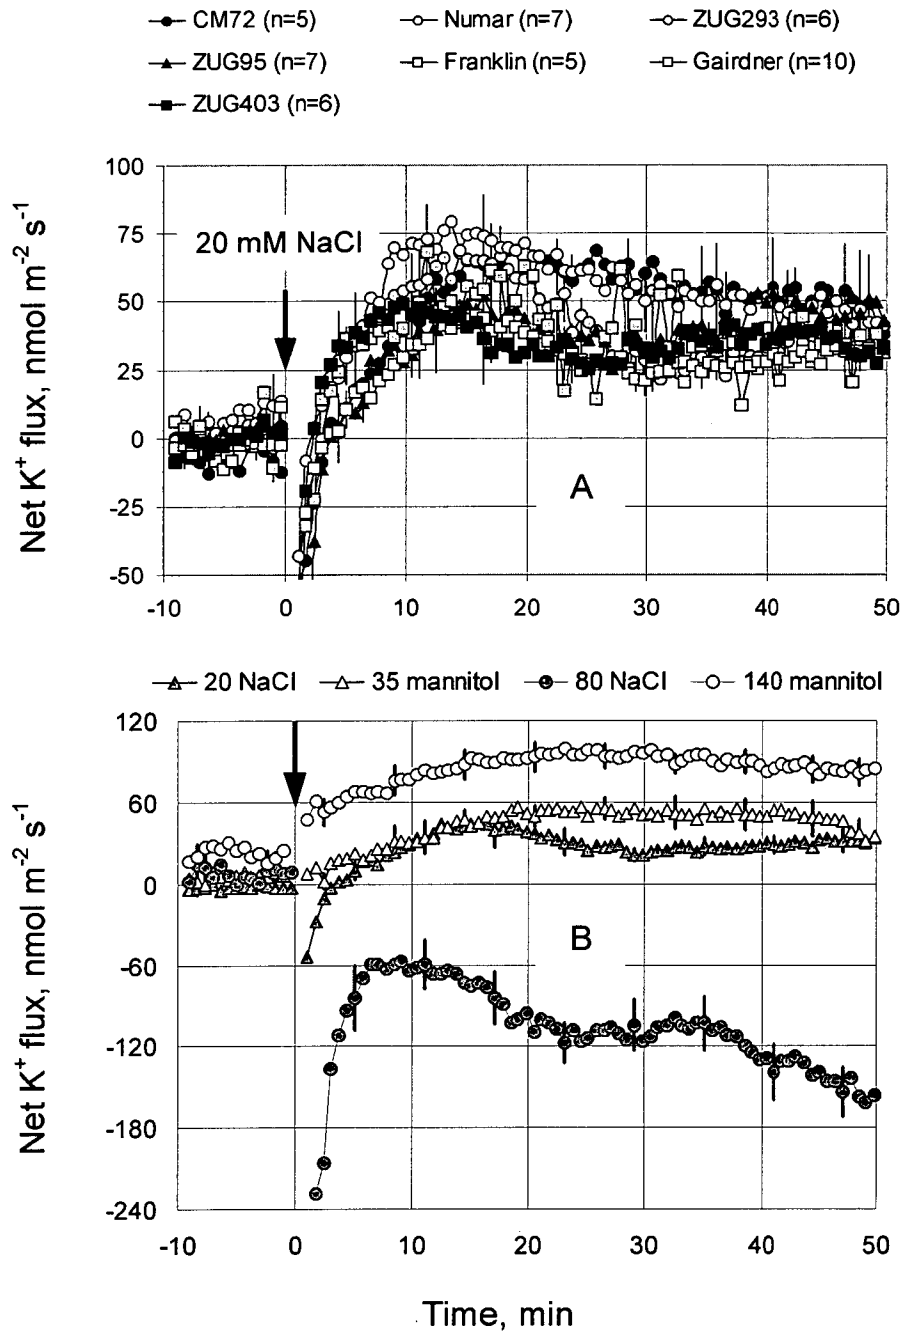 CM72 (n=5) Numar (n=7) ZUG293 (n=6)
ZUG95 (n=7) Franklin (n=5) Gairdner (n=10)
ZUG403 (n=6)
100
75
50
25
0
-25
-50
Net K⁺ flux, nmol m⁻² s⁻¹
20 mM NaCl
A
-10 0 10 20 30 40 50
20 NaCl 35 mannitol 80 NaCl 140 mannitol
120
60
0
-60
-120
-180
-240
Net K⁺ flux, nmol m⁻² s⁻¹
B
-10 0 10 20 30 40 50
Time, min